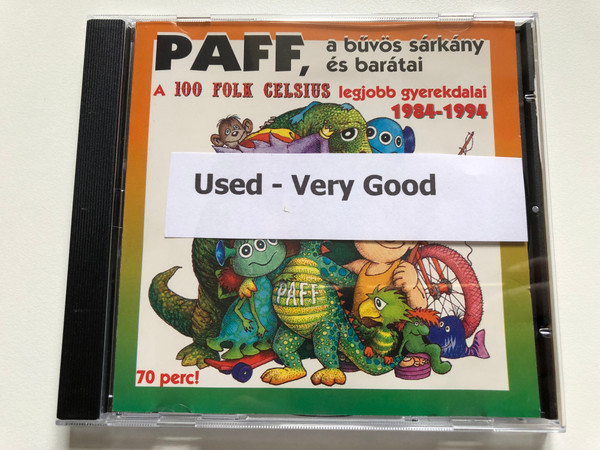 PAFF, a bűvös sárkány
és barátai
A 100 FOLK CELSIUS legjobb gyerekdalai
1984-1994
Used - Very Good
PAFF
70 perc!